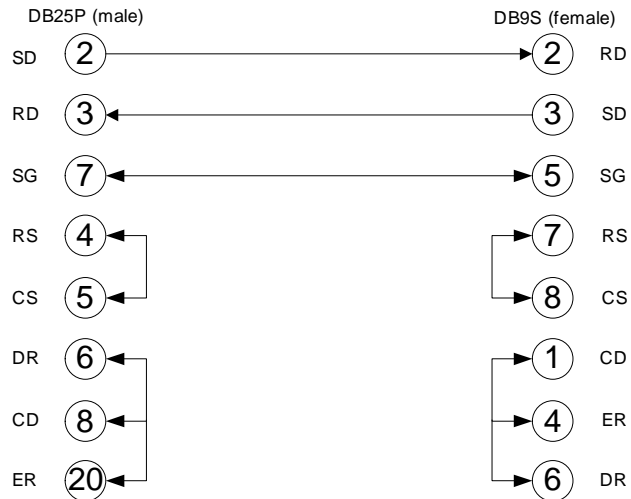 DB25P (male) DB9S (female)
SD 2 2 RD
RD 3 3 SD
SG 7 5 SG
RS 4 7 RS
CS 5 8 CS
DR 6 1 CD
CD 8 4 ER
ER 20 6 DR